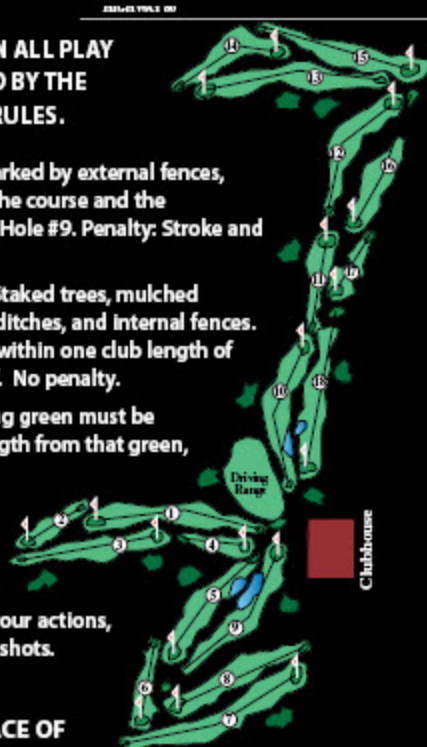 N ALL PLAY
D BY THE
RULES.
arked by external fences,
he course and the
Hole #9. Penalty: Stroke and
Staked trees, mulched
ditches, and internal fences.
within one club length of
. No penalty.
ng green must be
gth from that green,
our actions,
shots.
CE OF
14
15
13
12
16
11
17
10
18
Driving
Range
2
1
3
4
Clubhouse
5
9
6
8
7